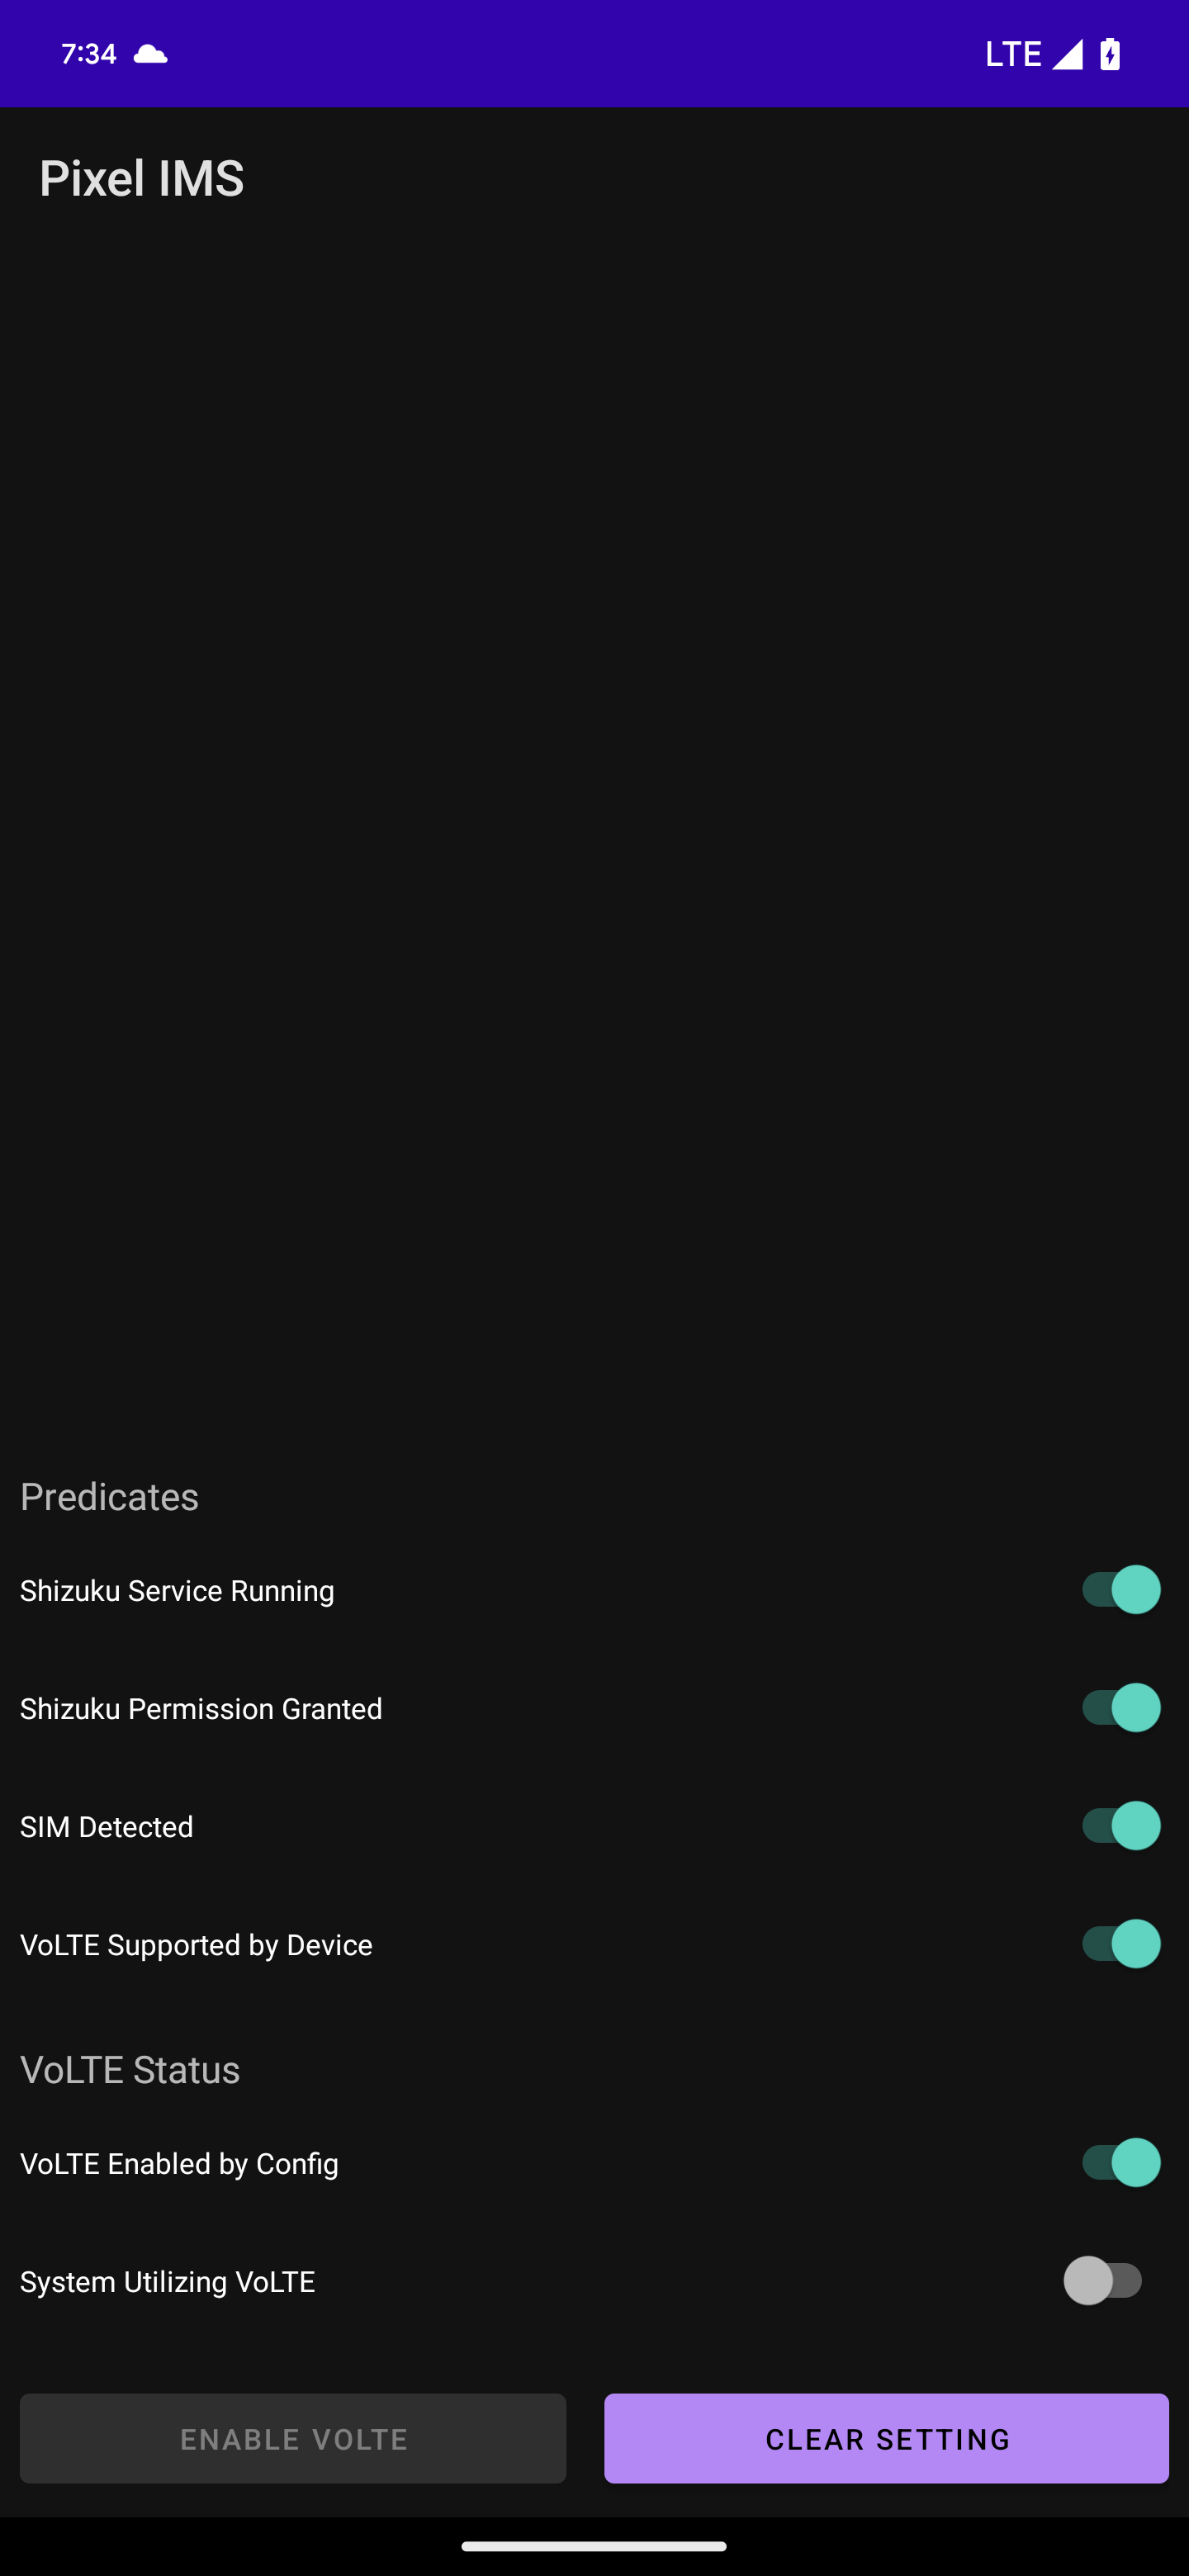 7:34
LTE
Pixel IMS
Predicates
Shizuku Service Running
Shizuku Permission Granted
SIM Detected
VoLTE Supported by Device
VoLTE Status
VoLTE Enabled by Config
System Utilizing VoLTE
ENABLE VOLTE
CLEAR SETTING